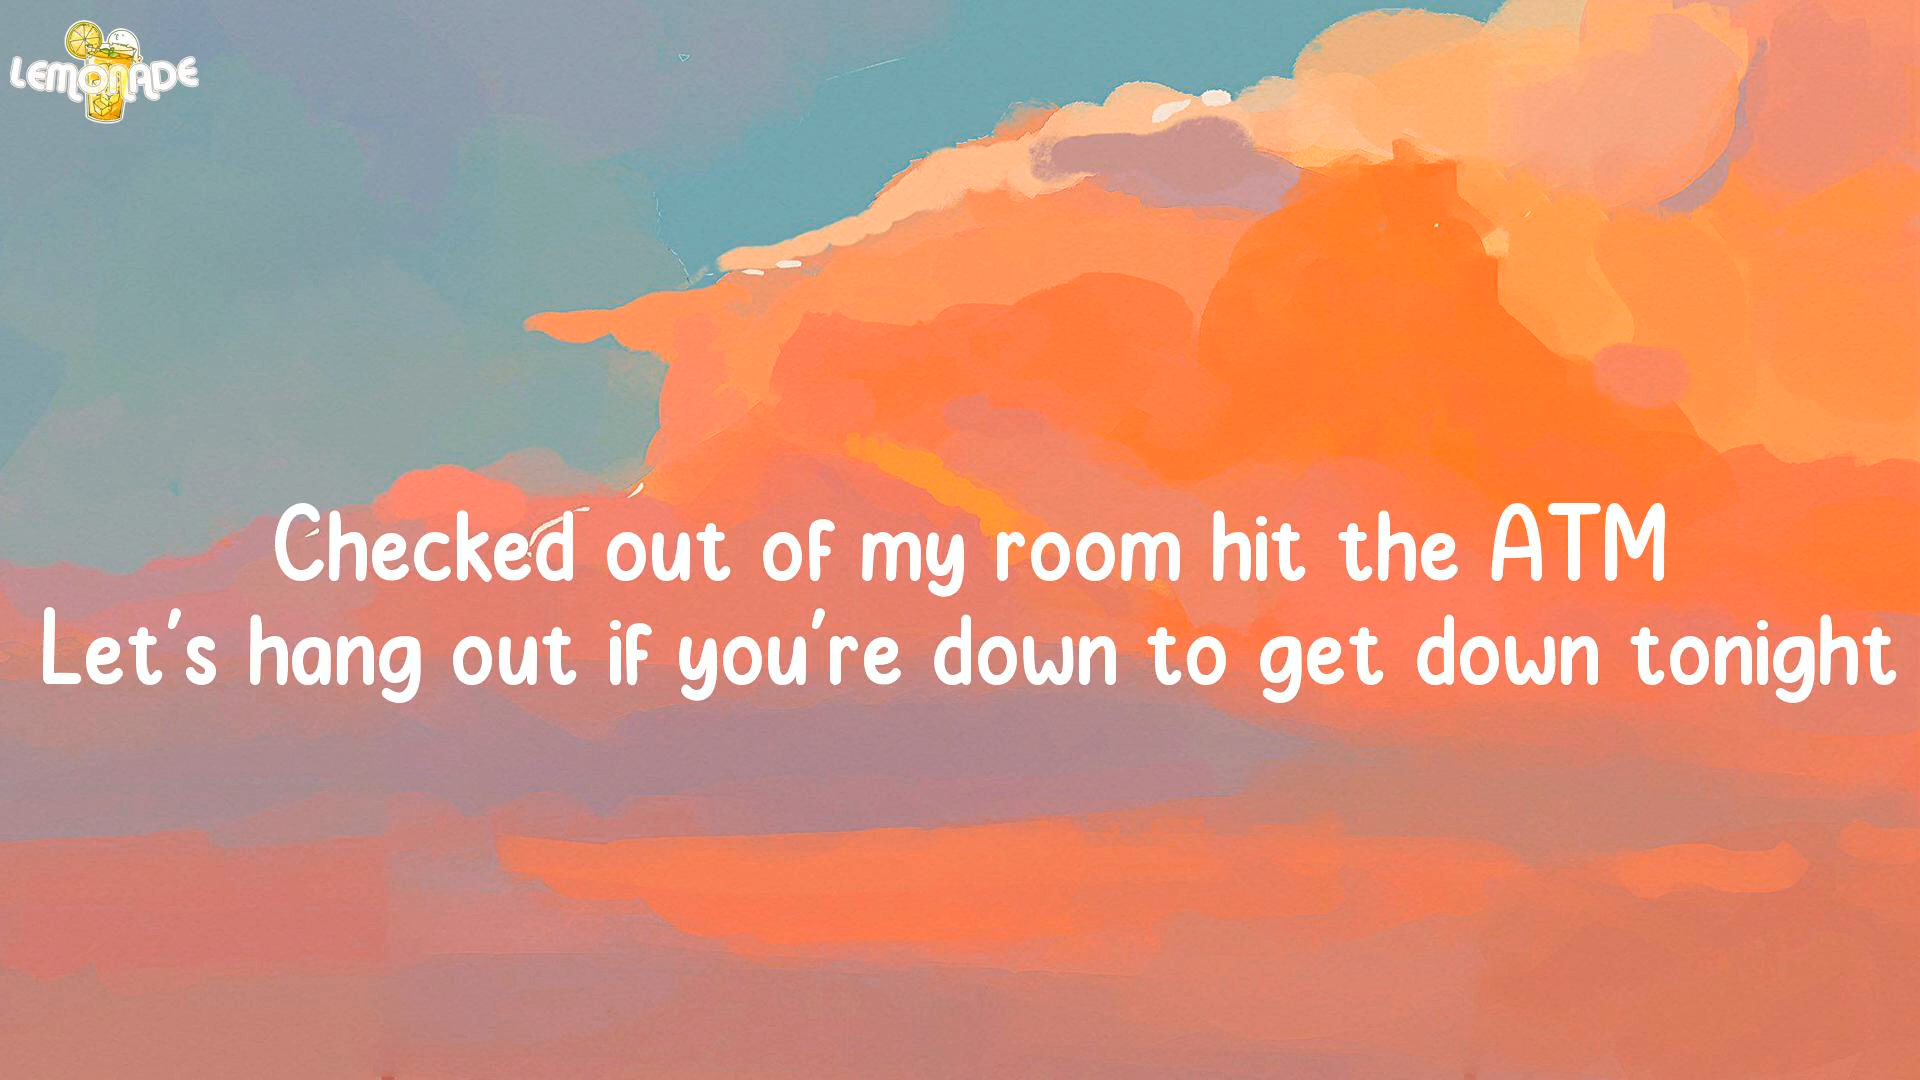 LEMONADE
Checked out of my room hit the ATM
Let's hang out if you're down to get down tonight